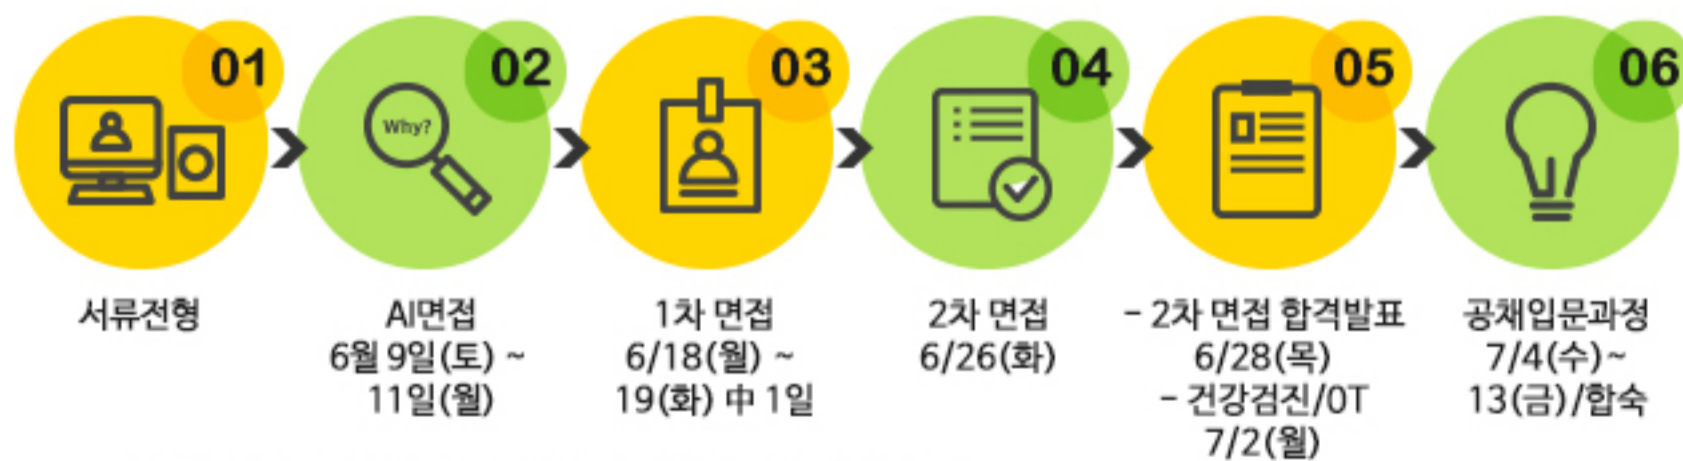 01
02
03
04
05
06
Why?
서류전형
AI면접
6월 9일(토) ~
11일(월)
1차 면접
6/18(월) ~
19(화) 中 1일
2차 면접
6/26(화)
- 2차 면접 합격발표
6/28(목)
- 건강검진/OT
7/2(월)
공채입문과정
7/4(수)~
13(금)/합숙